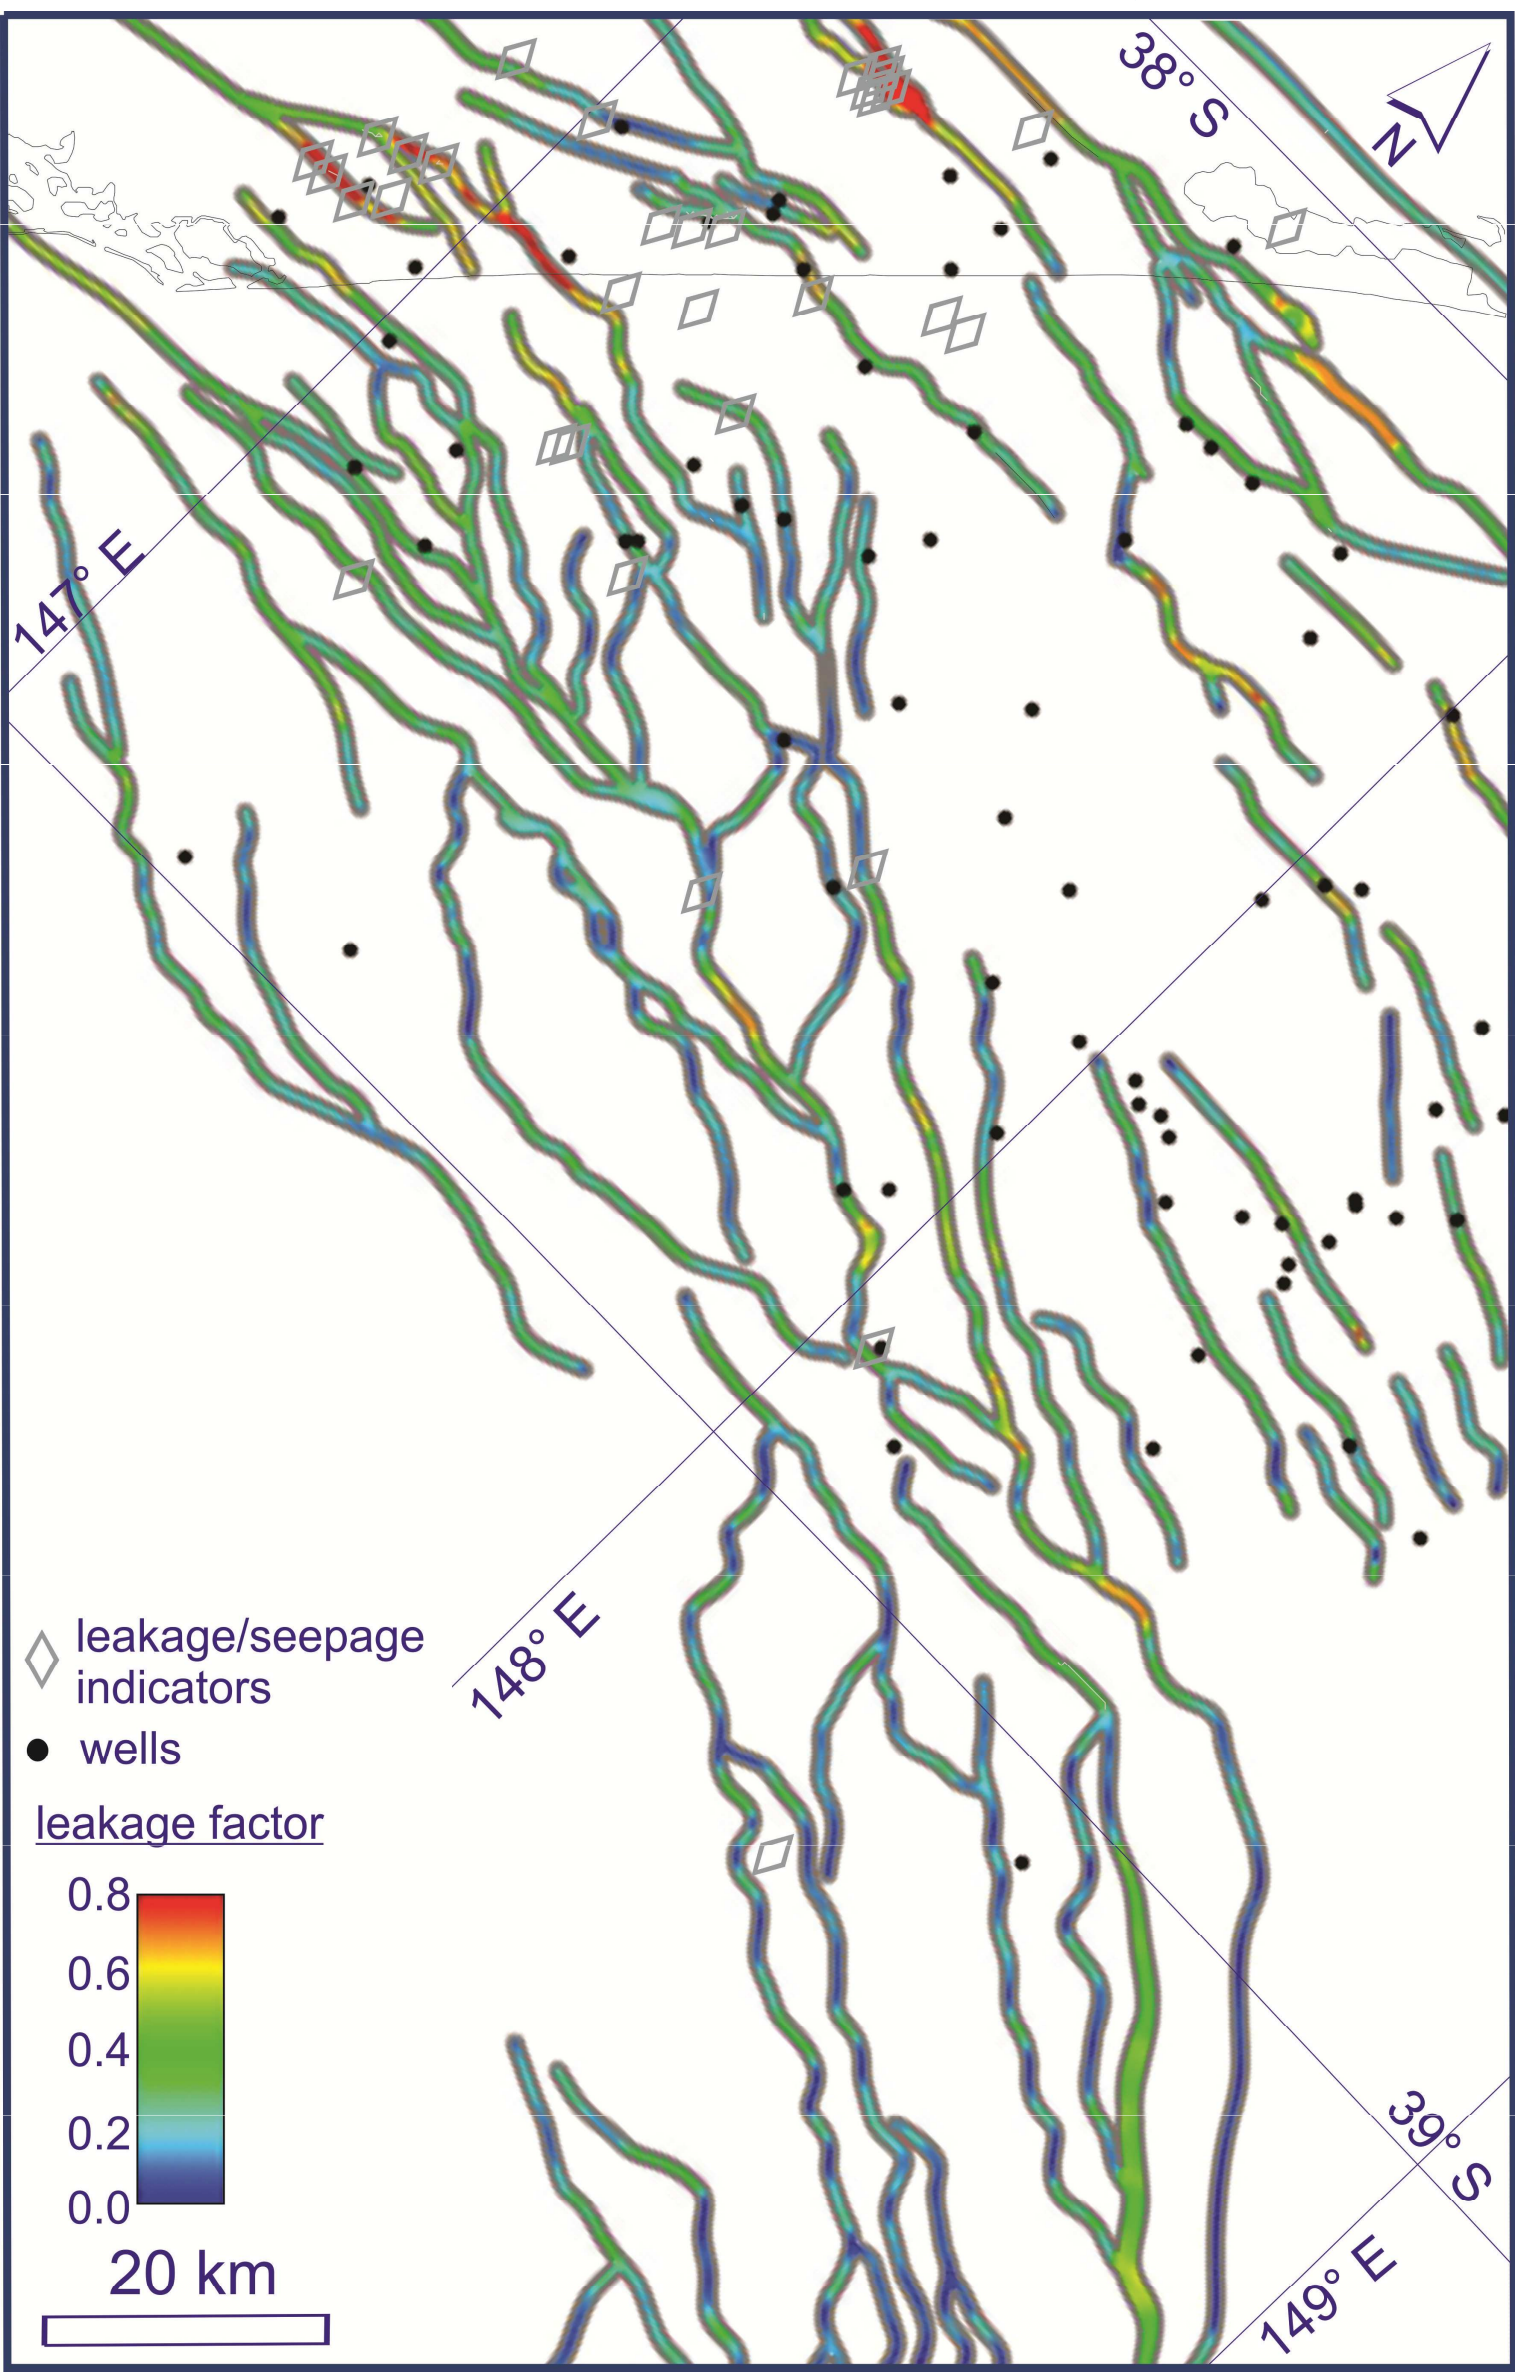 38° S
N
147° E
148° E
leakage/seepage
indicators
wells
leakage factor
0.8
0.6
0.4
0.2
0.0
39° S
20 km
149° E